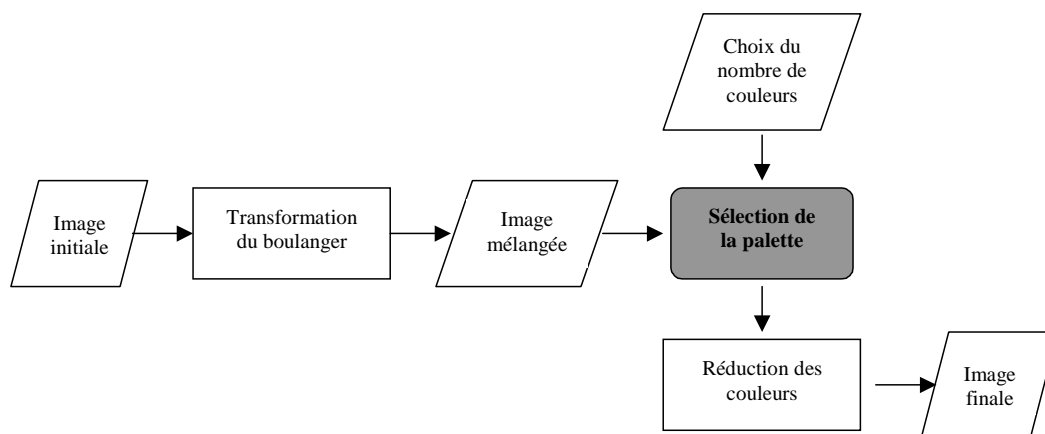 Choix du
nombre de
couleurs
Image
initiale
Transformation
du boulanger
Image
mélangée
Sélection de
la palette
Réduction des
couleurs
Image
finale